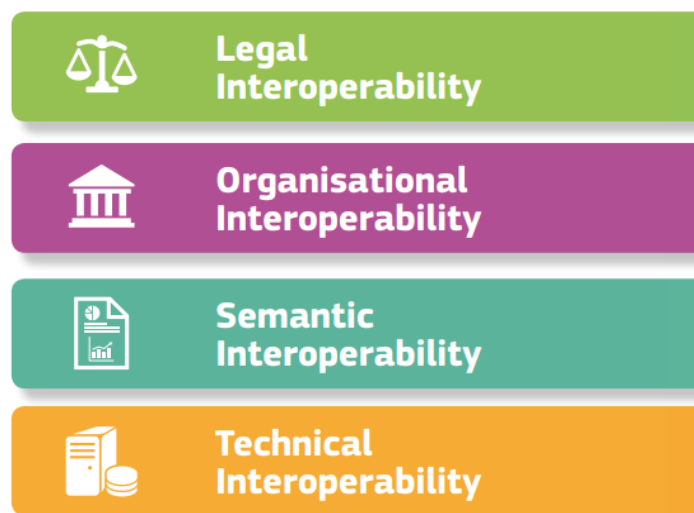 Legal
Interoperability
Organisational
Interoperability
Semantic
Interoperability
Technical
Interoperability